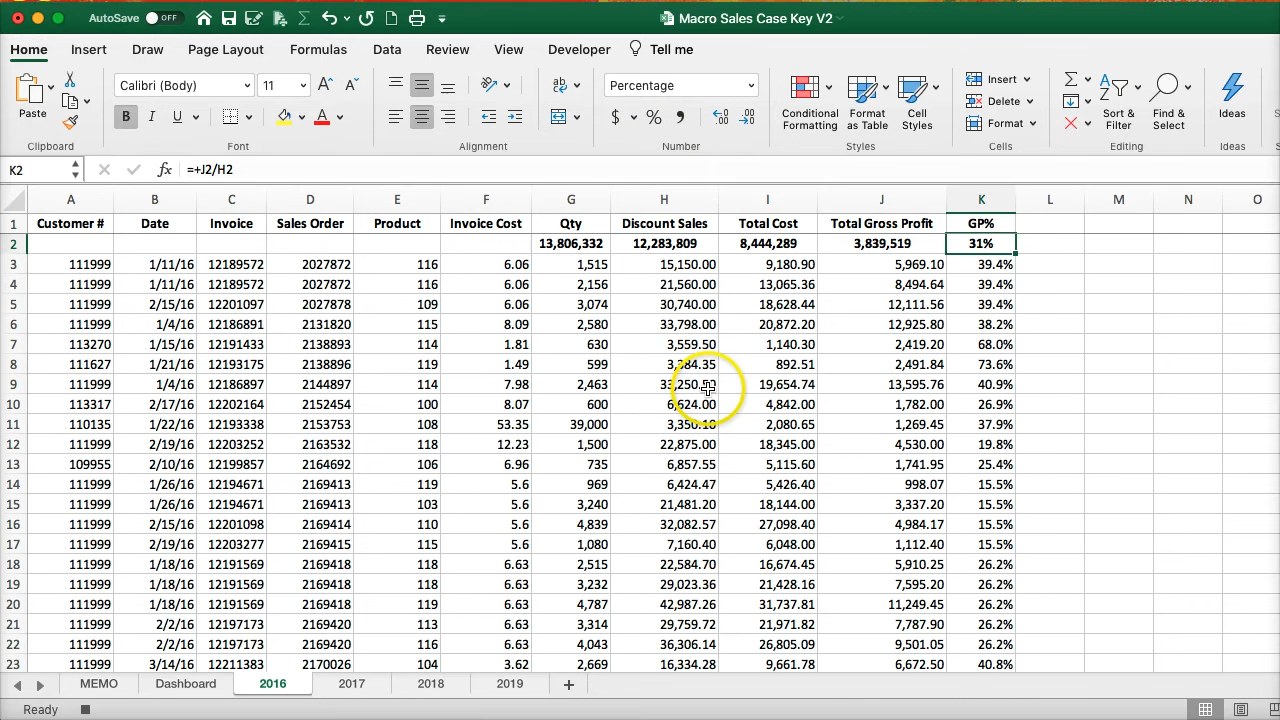 AutoSave OFF Macro Sales Case Key V2
Home Insert Draw Page Layout Formulas Data Review View Developer Tell me
Calibri (Body) 11 Percentage
Insert
Delete
Format
Paste Conditional Formatting Format as Table Cell Styles Sort & Filter Find & Select Ideas
Clipboard Font Alignment Number Styles Cells Editing Ideas
K2 fx =+J2/H2
A B C D E F G H I J K L M N O
1 Customer # Date Invoice Sales Order Product Invoice Cost Qty Discount Sales Total Cost Total Gross Profit GP%
2 13,806,332 12,283,809 8,444,289 3,839,519 31%
3 111999 1/11/16 12189572 2027872 116 6.06 1,515 15,150.00 9,180.90 5,969.10 39.4%
4 111999 1/11/16 12189572 2027872 116 6.06 2,156 21,560.00 13,065.36 8,494.64 39.4%
5 111999 2/15/16 12201097 2027878 109 6.06 3,074 30,740.00 18,628.44 12,111.56 39.4%
6 111999 1/4/16 12186891 2131820 115 8.09 2,580 33,798.00 20,872.20 12,925.80 38.2%
7 113270 1/15/16 12191433 2138893 114 1.81 630 3,559.50 1,140.30 2,419.20 68.0%
8 111627 1/21/16 12193175 2138896 119 1.49 599 3,384.35 892.51 2,491.84 73.6%
9 111999 1/4/16 12186897 2144897 114 7.98 2,463 19,654.74 13,595.76 40.9%
10 113317 2/17/16 12202164 2152454 100 8.07 600 6,624.00 4,842.00 1,782.00 26.9%
11 110135 1/22/16 12193338 2153753 108 53.35 39,000 3,350.10 2,080.65 1,269.45 37.9%
12 111999 2/19/16 12203252 2163532 118 12.23 1,500 22,875.00 18,345.00 4,530.00 19.8%
13 109955 2/10/16 12199857 2164692 106 6.96 735 6,857.55 5,115.60 1,741.95 25.4%
14 111999 1/26/16 12194671 2169413 119 5.6 969 6,424.47 5,426.40 998.07 15.5%
15 111999 1/26/16 12194671 2169413 103 5.6 3,240 21,481.20 18,144.00 3,337.20 15.5%
16 111999 2/15/16 12201098 2169414 110 5.6 4,839 32,082.57 27,098.40 4,984.17 15.5%
17 111999 2/19/16 12203277 2169415 115 5.6 1,080 7,160.40 6,048.00 1,112.40 15.5%
18 111999 1/18/16 12191569 2169418 118 6.63 2,515 22,584.70 16,674.45 5,910.25 26.2%
19 111999 1/18/16 12191569 2169418 118 6.63 3,232 29,023.36 21,428.16 7,595.20 26.2%
20 111999 1/18/16 12191569 2169418 119 6.63 4,787 42,987.26 31,737.81 11,249.45 26.2%
21 111999 2/2/16 12197173 2169420 113 6.63 3,314 29,759.72 21,971.82 7,787.90 26.2%
22 111999 2/2/16 12197173 2169420 116 6.63 4,043 36,306.14 26,805.09 9,501.05 26.2%
23 111999 3/14/16 12211383 2170026 104 3.62 2,669 16,334.28 9,661.78 6,672.50 40.8%
MEMO Dashboard 2016 2017 2018 2019
Ready